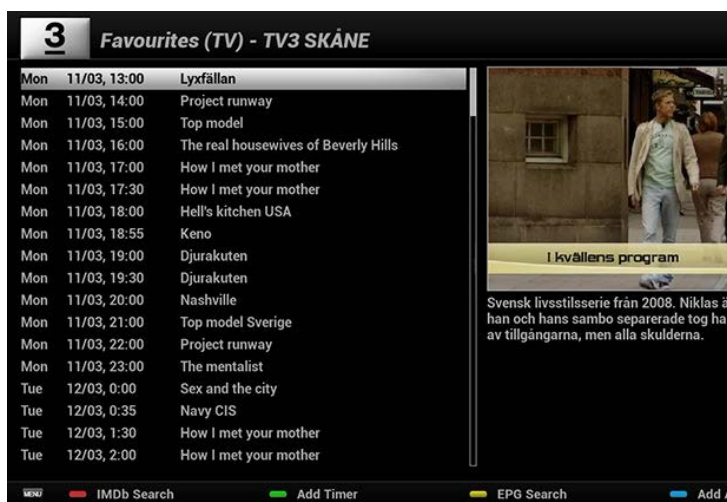 3 Favourites (TV) - TV3 SKÅNE
Mon 11/03, 13:00 Lyxfällan
Mon 11/03, 14:00 Project runway
Mon 11/03, 15:00 Top model
Mon 11/03, 16:00 The real housewives of Beverly Hills
Mon 11/03, 17:00 How I met your mother
Mon 11/03, 17:30 How I met your mother
Mon 11/03, 18:00 Hell's kitchen USA
Mon 11/03, 18:55 Keno
Mon 11/03, 19:00 Djurakuten
Mon 11/03, 19:30 Djurakuten
Mon 11/03, 20:00 Nashville
Mon 11/03, 21:00 Top model Sverige
Mon 11/03, 22:00 Project runway
Mon 11/03, 23:00 The mentalist
Tue 12/03, 0:00 Sex and the city
Tue 12/03, 0:35 Navy CIS
Tue 12/03, 1:30 How I met your mother
Tue 12/03, 2:00 How I met your mother
I kvällens program
Svensk livsstilsserie från 2008. Niklas ä
han och hans sambo separerade tog ha
av tillgångarna, men alla skulderna.
MENU IMDb Search Add Timer EPG Search Add